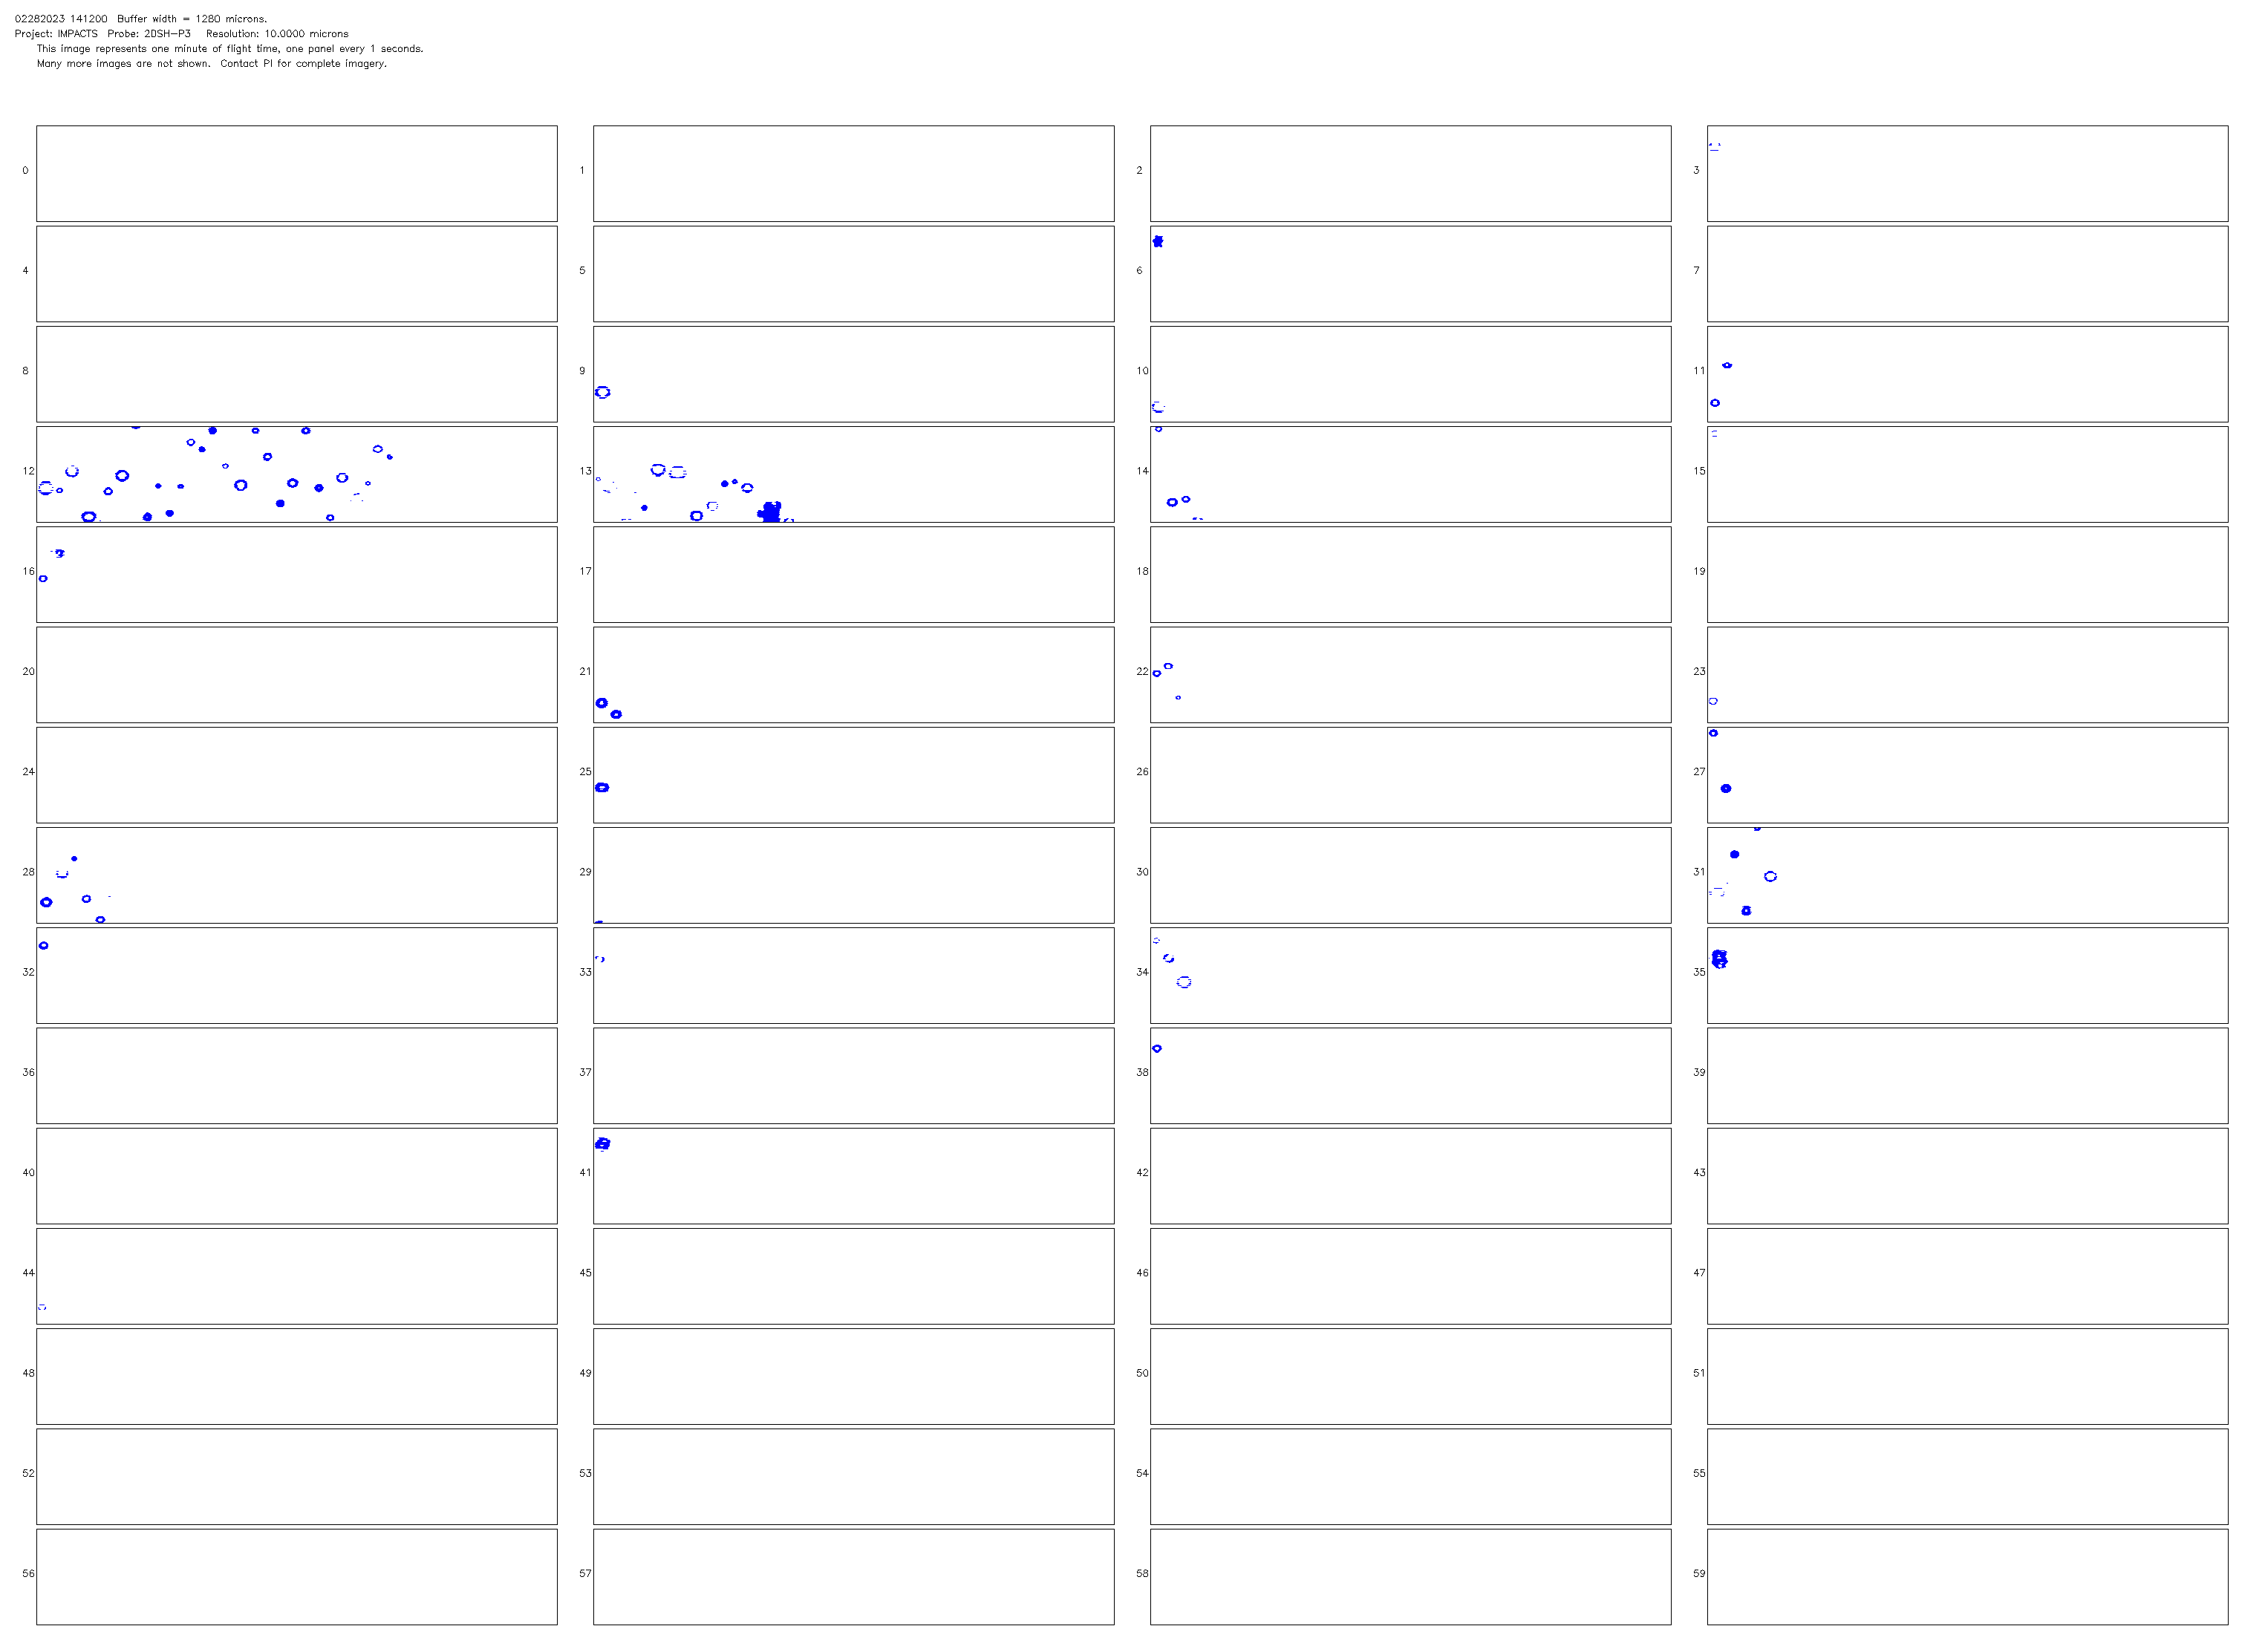 02282023 141200  Buffer width = 1280 microns.
Project: IMPACTS  Probe: 2DSH-P3   Resolution: 10.0000 microns
This image represents one minute of flight time, one panel every 1 seconds.
Many more images are not shown.  Contact PI for complete imagery.
0 1 2 3
4 5 6 7
8 9 10 11
12 13 14 15
16 17 18 19
20 21 22 23
24 25 26 27
28 29 30 31
32 33 34 35
36 37 38 39
40 41 42 43
44 45 46 47
48 49 50 51
52 53 54 55
56 57 58 59